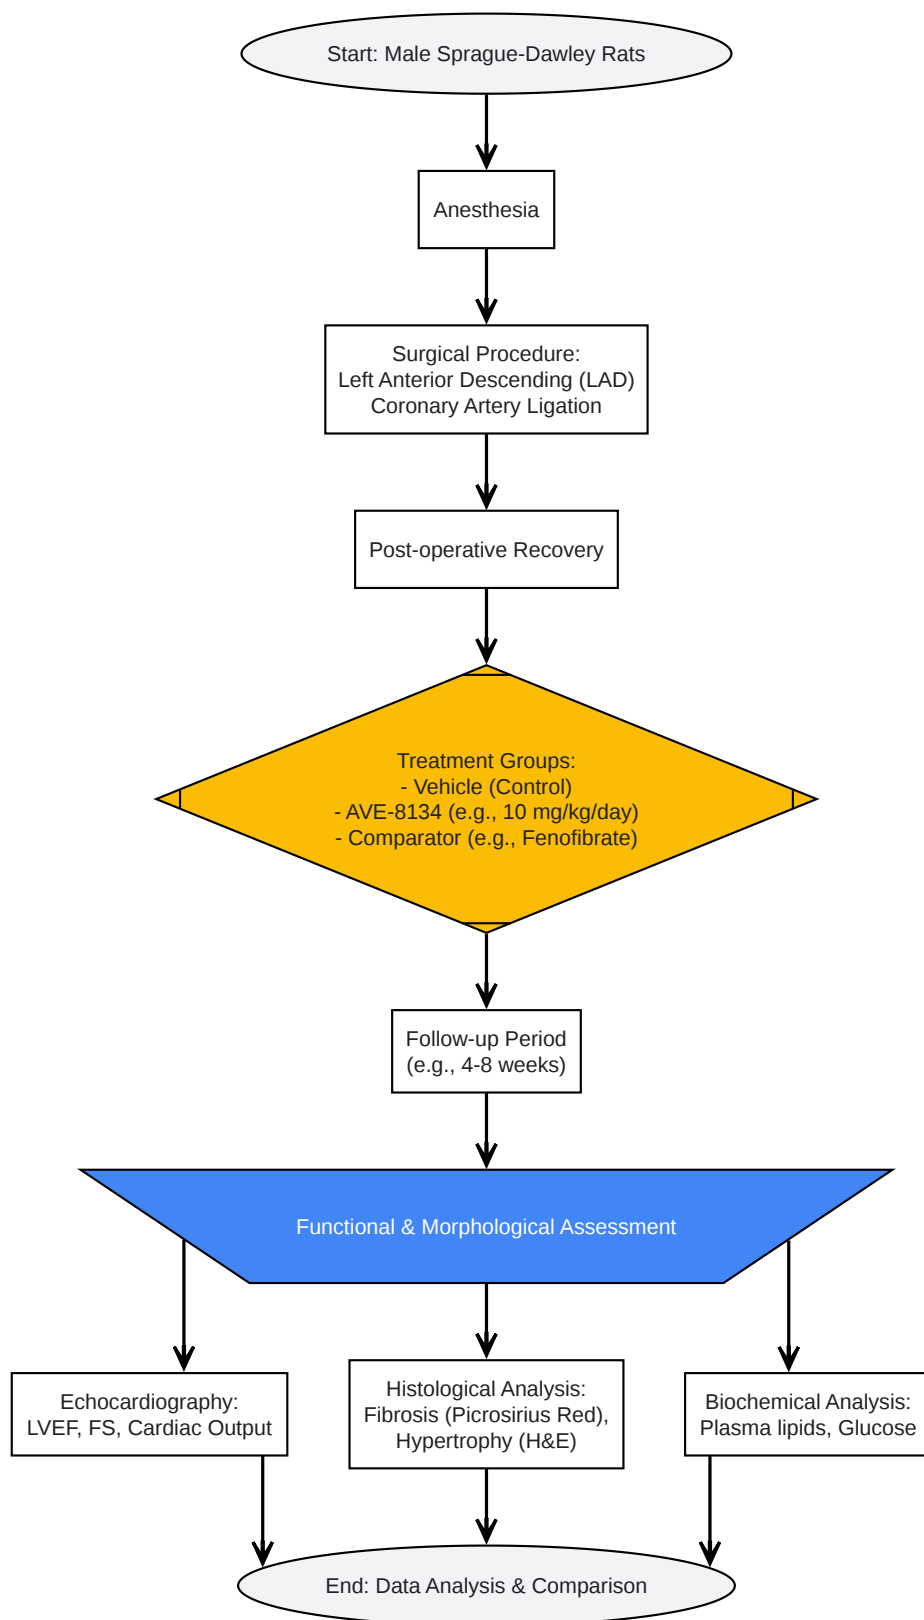 Start: Male Sprague-Dawley Rats
Anesthesia
Surgical Procedure:
Left Anterior Descending (LAD)
Coronary Artery Ligation
Post-operative Recovery
Treatment Groups:
- Vehicle (Control)
- AVE-8134 (e.g., 10 mg/kg/day)
- Comparator (e.g., Fenofibrate)
Follow-up Period
(e.g., 4-8 weeks)
Functional & Morphological Assessment
Echocardiography:
LVEF, FS, Cardiac Output
Histological Analysis:
Fibrosis (Picrosirius Red),
Hypertrophy (H&E)
Biochemical Analysis:
Plasma lipids, Glucose
End: Data Analysis & Comparison